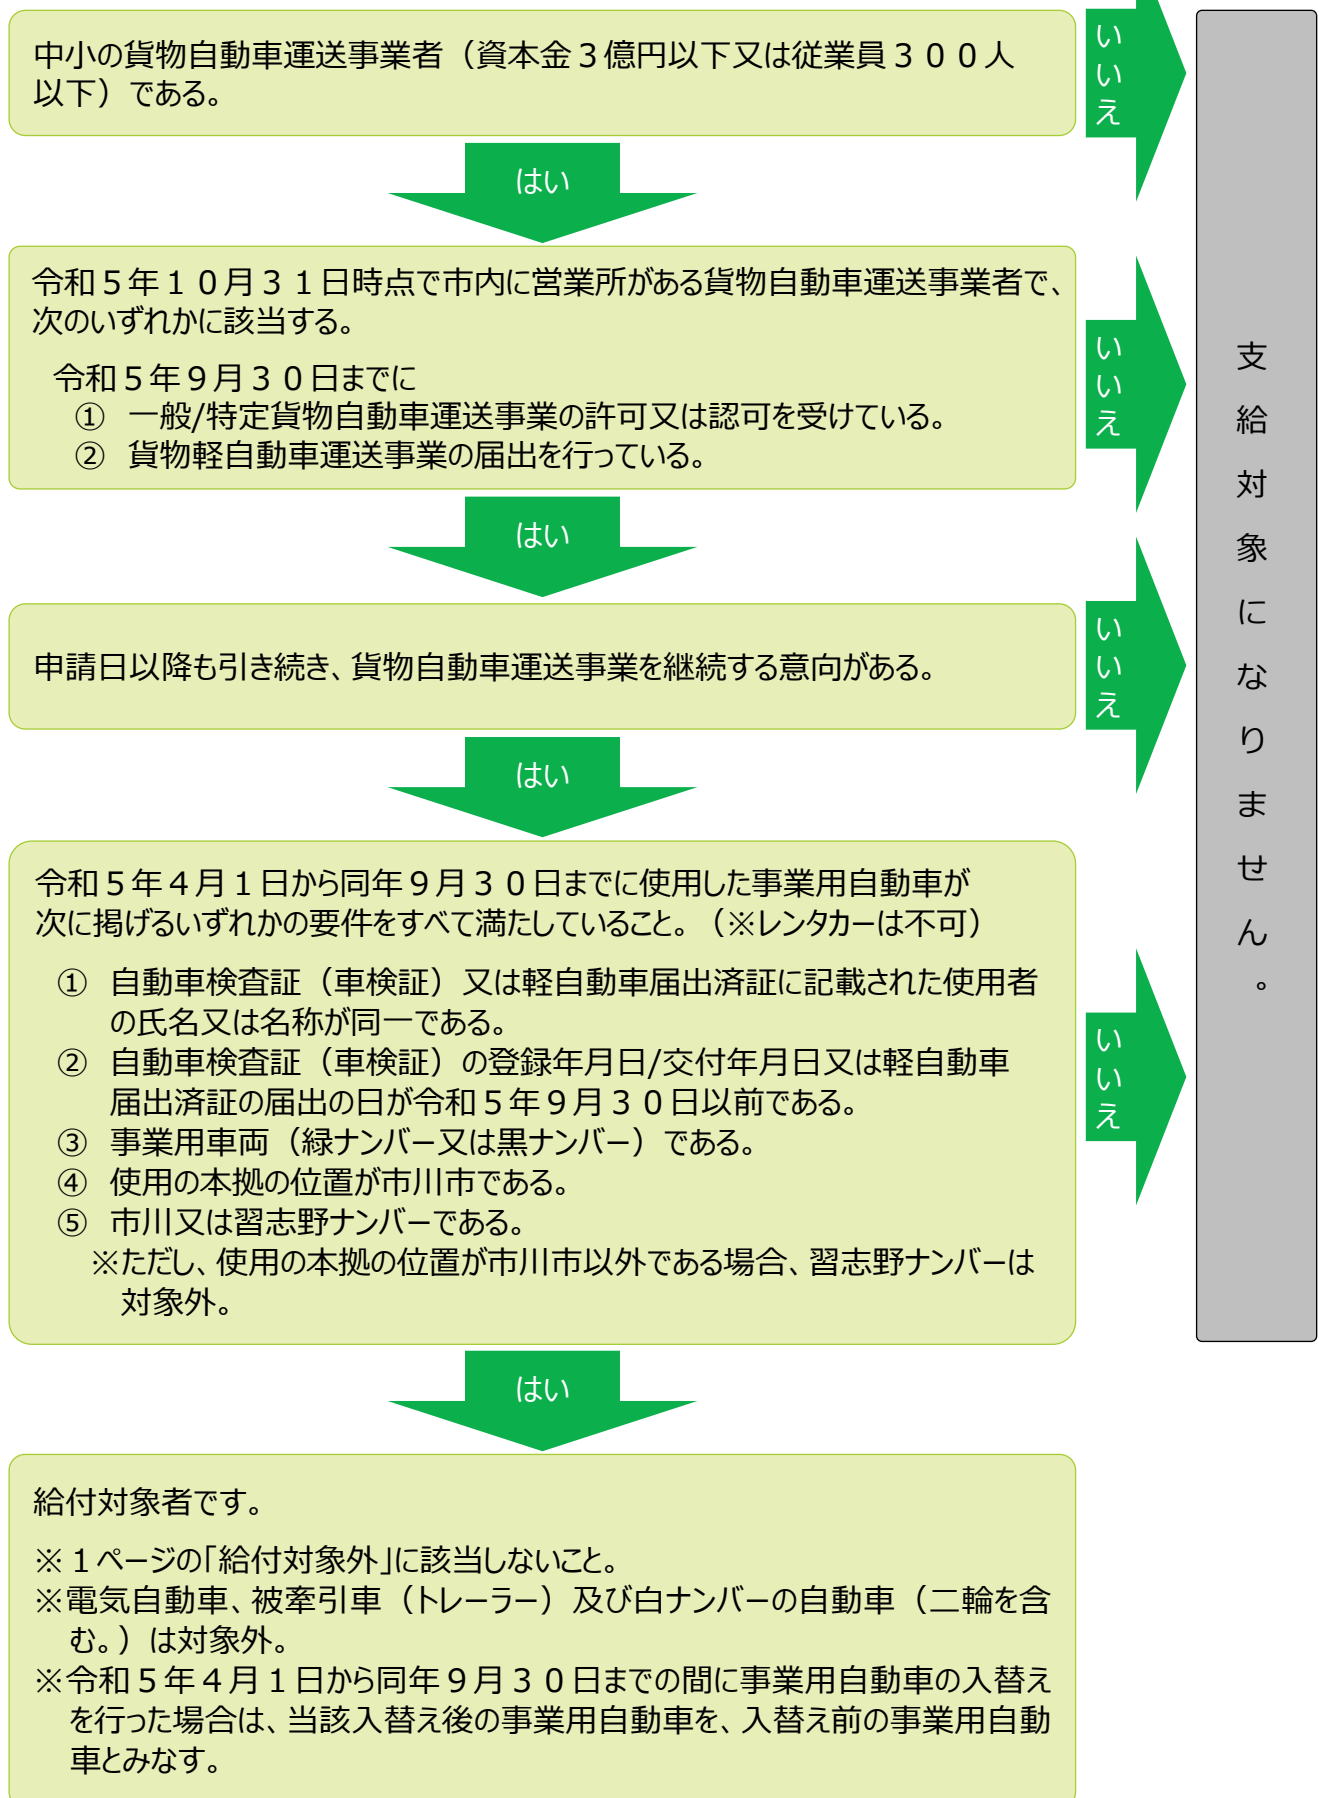 中小の貨物自動車運送事業者（資本金３億円以下又は従業員３００人
以下）である。
いいえ
はい
令和５年１０月３１日時点で市内に営業所がある貨物自動車運送事業者で、
次のいずれかに該当する。
令和５年９月３０日までに
① 一般/特定貨物自動車運送事業の許可又は認可を受けている。
② 貨物軽自動車運送事業の届出を行っている。
いいえ
はい
申請日以降も引き続き、貨物自動車運送事業を継続する意向がある。
いいえ
はい
令和５年４月１日から同年９月３０日までに使用した事業用自動車が
次に掲げるいずれかの要件をすべて満たしていること。（※レンタカーは不可）
① 自動車検査証（車検証）又は軽自動車届出済証に記載された使用者
の氏名又は名称が同一である。
② 自動車検査証（車検証）の登録年月日/交付年月日又は軽自動車
届出済証の届出の日が令和５年９月３０日以前である。
③ 事業用車両（緑ナンバー又は黒ナンバー）である。
④ 使用の本拠の位置が市川市である。
⑤ 市川又は習志野ナンバーである。
※ただし、使用の本拠の位置が市川市以外である場合、習志野ナンバーは
対象外。
いいえ
支給対象になりません。
はい
給付対象者です。
※１ページの「給付対象外」に該当しないこと。
※電気自動車、被牽引車（トレーラー）及び白ナンバーの自動車（二輪を含
む。）は対象外。
※令和５年４月１日から同年９月３０日までの間に事業用自動車の入替え
を行った場合は、当該入替え後の事業用自動車を、入替え前の事業用自動
車とみなす。